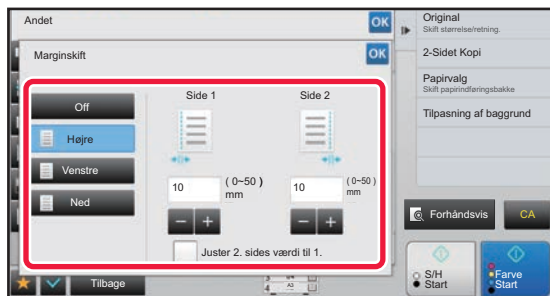 Andet
OK
Marginskift
OK
Off
Højre
Venstre
Ned
Side 1
Side 2
10
( 0~50 )
mm
10
( 0~50 )
mm
Juster 2. sides værdi til 1.
Tilbage
Original
Skift størrelse/retning.
2-Sidet Kopi
Papirvalg
Skift papirindføringsbakke
Tilpasning af baggrund
Forhåndsvis
CA
S/H
Start
Farve
Start